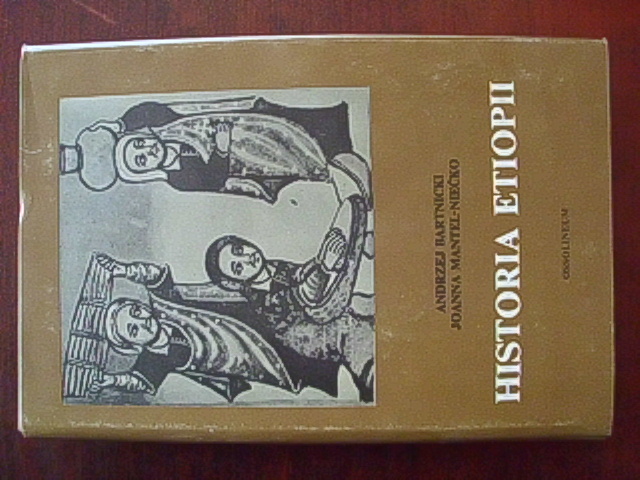 ANDRZEJ BARTNICKI
JOANNA MANTEL-NIEĆKO
HISTORIA ETIOPII
OSSOLINEUM